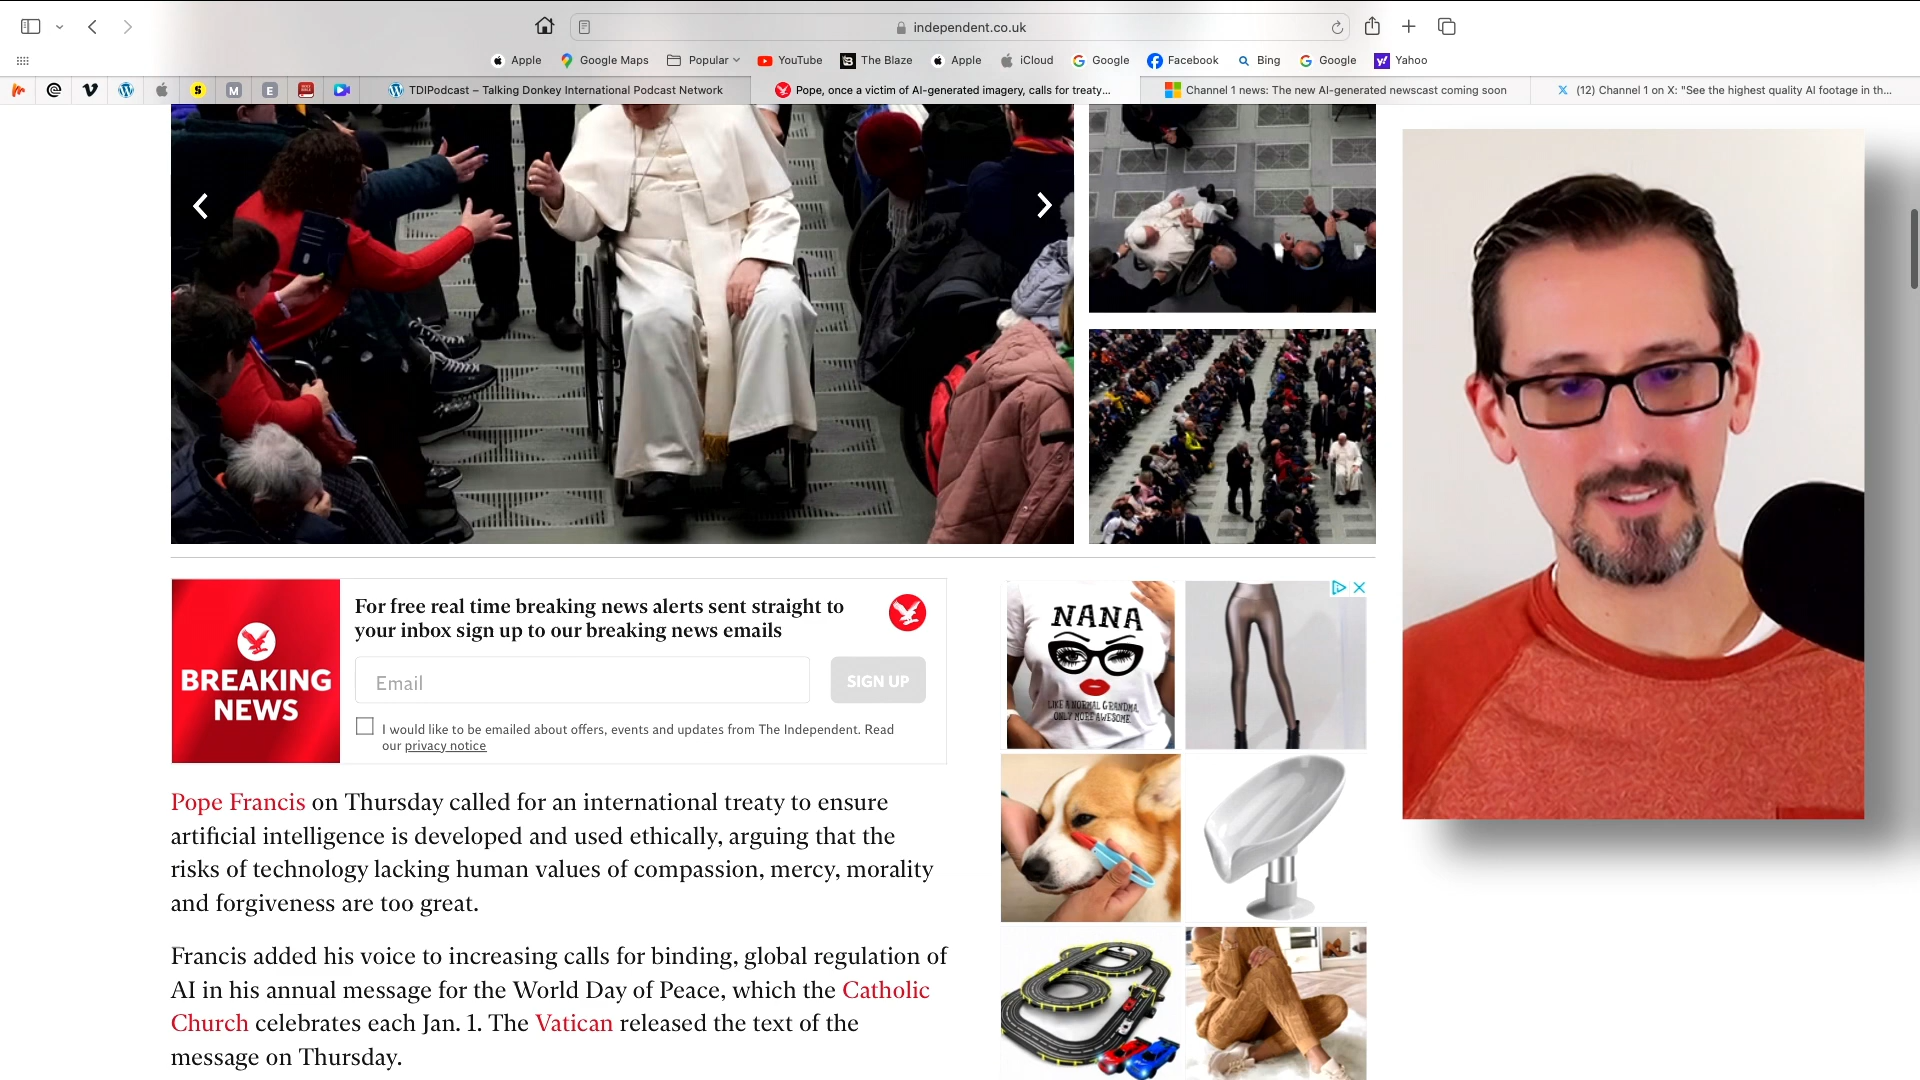 independent.co.uk
Apple
Google Maps
Popular
YouTube
The Blaze
Apple
iCloud
Google
Facebook
Bing
Google
Yahoo
TDIPodcast – Talking Donkey International Podcast Network
Pope, once a victim of AI-generated imagery, calls for treaty...
Channel 1 news: The new AI-generated newscast coming soon
(12) Channel 1 on X: "See the highest quality AI footage in th...
BREAKING
NEWS
For free real time breaking news alerts sent straight to
your inbox sign up to our breaking news emails
Email
SIGN UP
I would like to be emailed about offers, events and updates from The Independent. Read
our privacy notice
NANA
LIKE A NORMAL GRANDMA,
ONLY MORE AWESOME
Pope Francis on Thursday called for an international treaty to ensure
artificial intelligence is developed and used ethically, arguing that the
risks of technology lacking human values of compassion, mercy, morality
and forgiveness are too great.
Francis added his voice to increasing calls for binding, global regulation of
AI in his annual message for the World Day of Peace, which the Catholic
Church celebrates each Jan. 1. The Vatican released the text of the
message on Thursday.